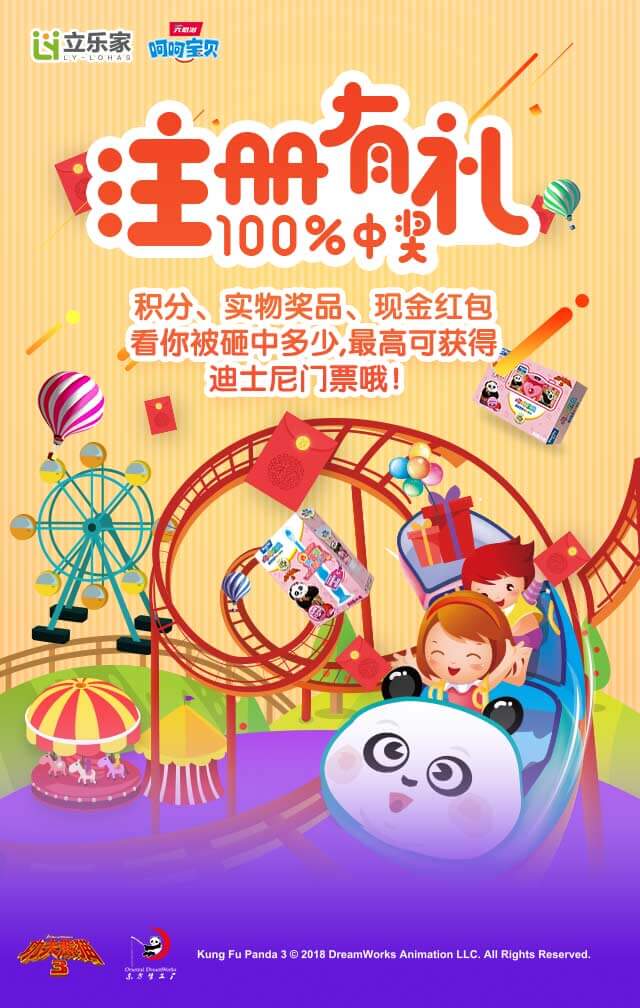 立乐家
LY-LOHAS
呵呵宝贝
注册有礼
100%中奖
积分、实物奖品、现金红包
看你被砸中多少,最高可获得
迪士尼门票哦!
功夫熊猫
3
Oriental DreamWorks
东方梦工厂
Kung Fu Panda 3 © 2018 DreamWorks Animation LLC. All Rights Reserved.